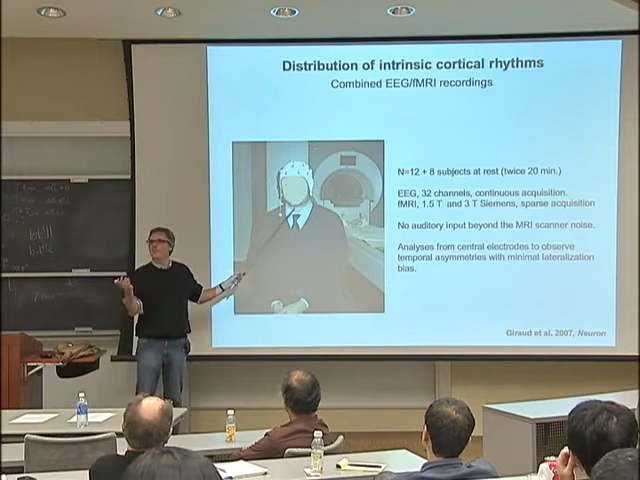 Distribution of intrinsic cortical rhythms
Combined EEG/fMRI recordings
N=12 + 8 subjects at rest (twice 20 min.)
EEG, 32 channels, continuous acquisition.
fMRI, 1.5 T and 3 T Siemens, sparse acquisition
No auditory input beyond the MRI scanner noise.
Analyses from central electrodes to observe
temporal asymmetries with minimal lateralization
bias.
Giraud et al. 2007, Neuron